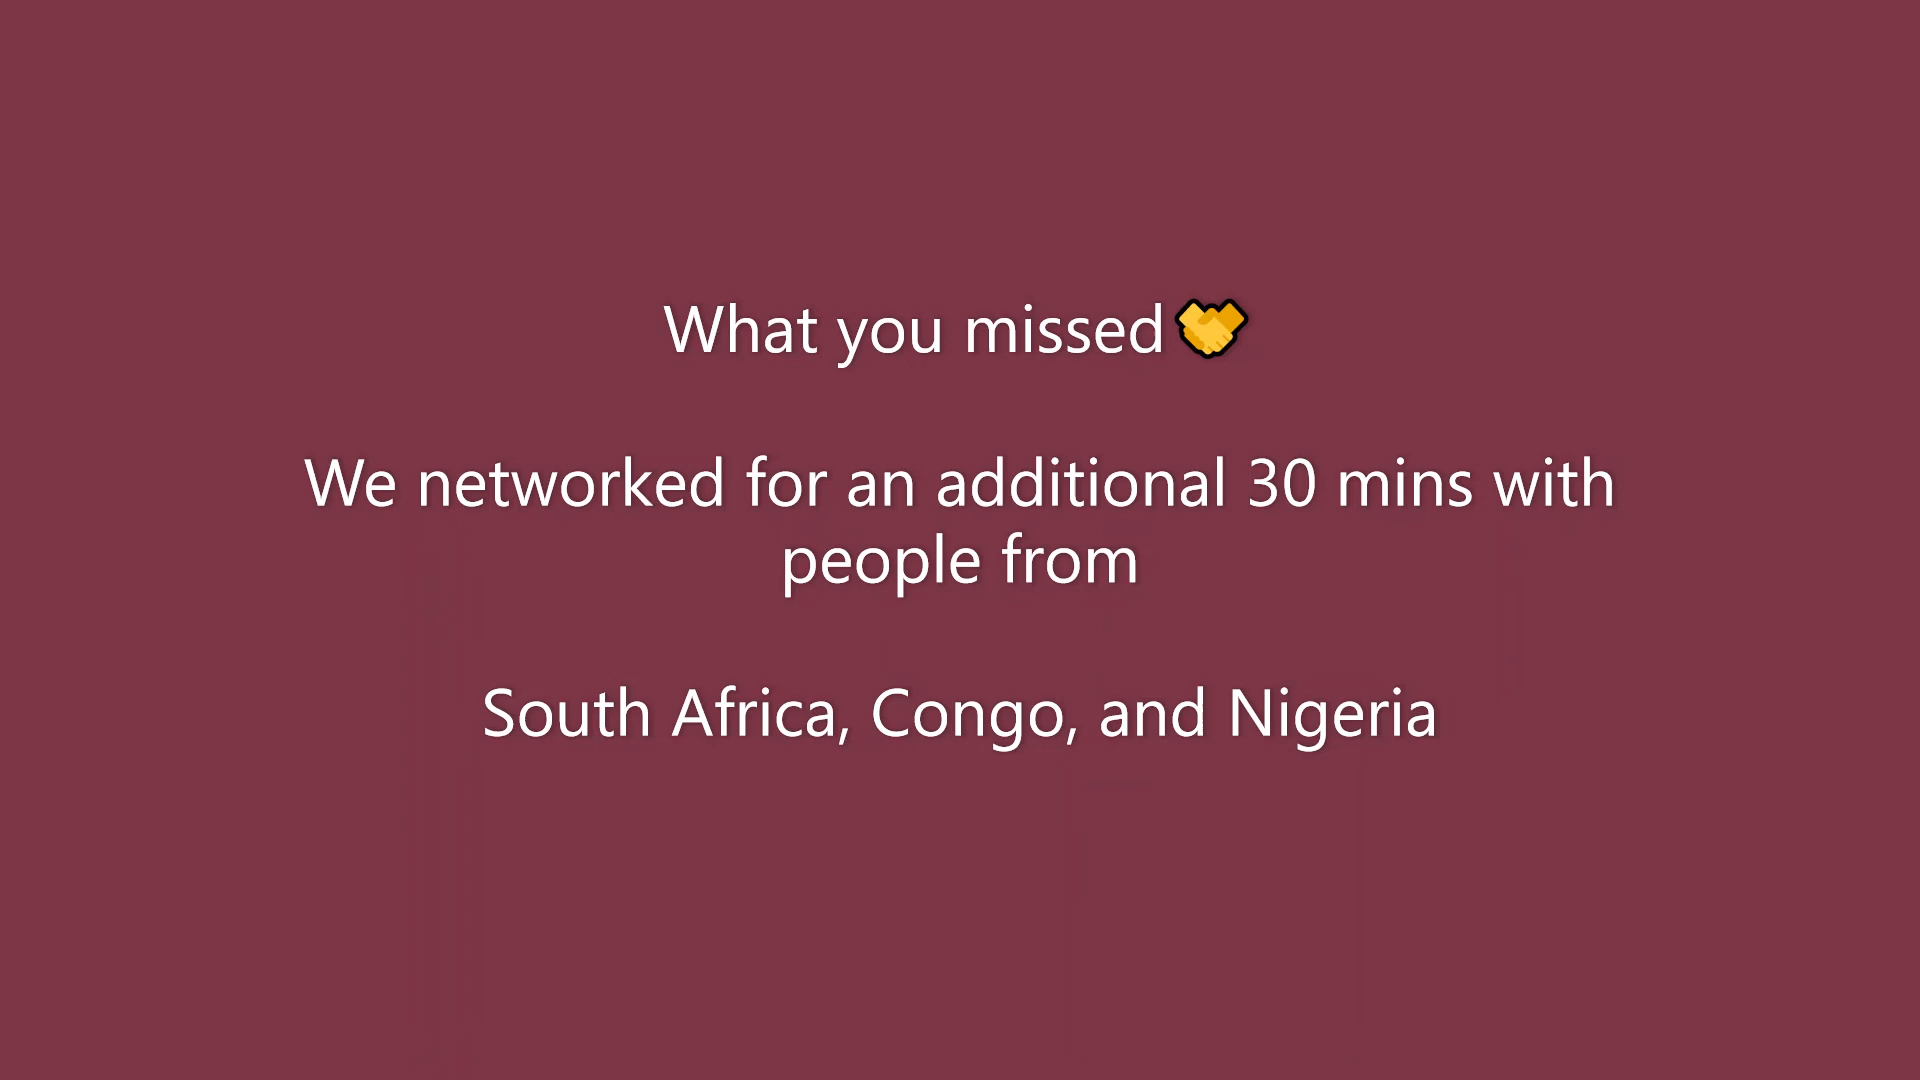 What you missed🤝
We networked for an additional 30 mins with
people from
South Africa, Congo, and Nigeria